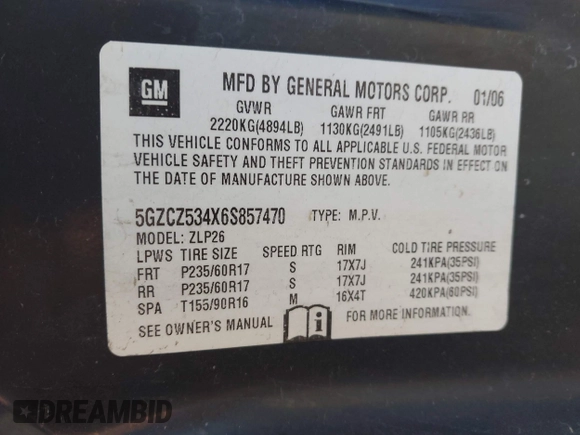 GM
MFD BY GENERAL MOTORS CORP. 01/06
GVWR GAWR FRT GAWR RR
2220KG(4894LB) 1130KG(2491LB) 1105KG(2436LB)
THIS VEHICLE CONFORMS TO ALL APPLICABLE U.S. FEDERAL MOTOR
VEHICLE SAFETY AND THEFT PREVENTION STANDARDS IN EFFECT ON
THE DATE OF MANUFACTURE SHOWN ABOVE.
5GZCZ534X6S857470 TYPE: M.P.V.
MODEL: ZLP26
LPWS TIRE SIZE SPEED RTG RIM COLD TIRE PRESSURE
FRT P235/60R17 S 17X7J 241KPA(35PSI)
RR P235/60R17 S 17X7J 241KPA(35PSI)
SPA T155/90R16 M 16X4T 420KPA(60PSI)
SEE OWNER'S MANUAL i FOR MORE INFORMATION.
DREAMBID